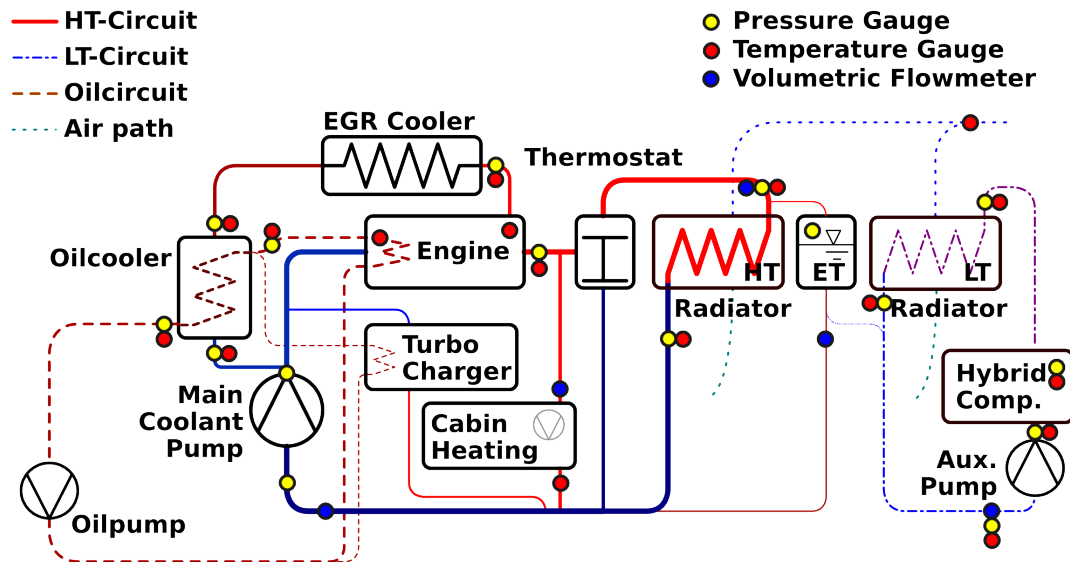 HT-Circuit
LT-Circuit
Oilcircuit
Air path
Pressure Gauge
Temperature Gauge
Volumetric Flowmeter
EGR Cooler
Thermostat
Oilcooler
Engine
HT
Radiator
ET
LT
Radiator
Turbo
Charger
Main
Coolant
Pump
Cabin
Heating
Hybrid
Comp.
Aux.
Pump
Oilpump